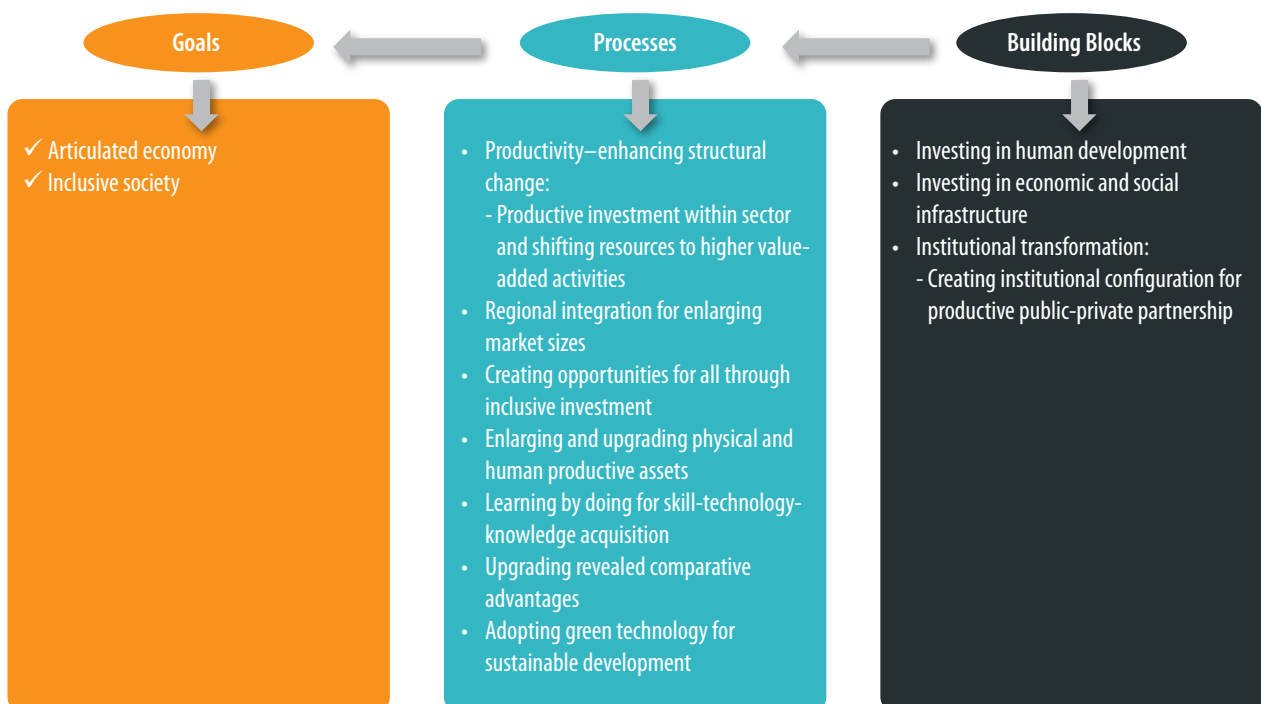 Goals
Processes
Building Blocks
✓ Articulated economy
✓ Inclusive society
• Productivity–enhancing structural
change:
- Productive investment within sector
and shifting resources to higher value-
added activities
• Regional integration for enlarging
market sizes
• Creating opportunities for all through
inclusive investment
• Enlarging and upgrading physical and
human productive assets
• Learning by doing for skill-technology-
knowledge acquisition
• Upgrading revealed comparative
advantages
• Adopting green technology for
sustainable development
• Investing in human development
• Investing in economic and social
infrastructure
• Institutional transformation:
- Creating institutional configuration for
productive public-private partnership